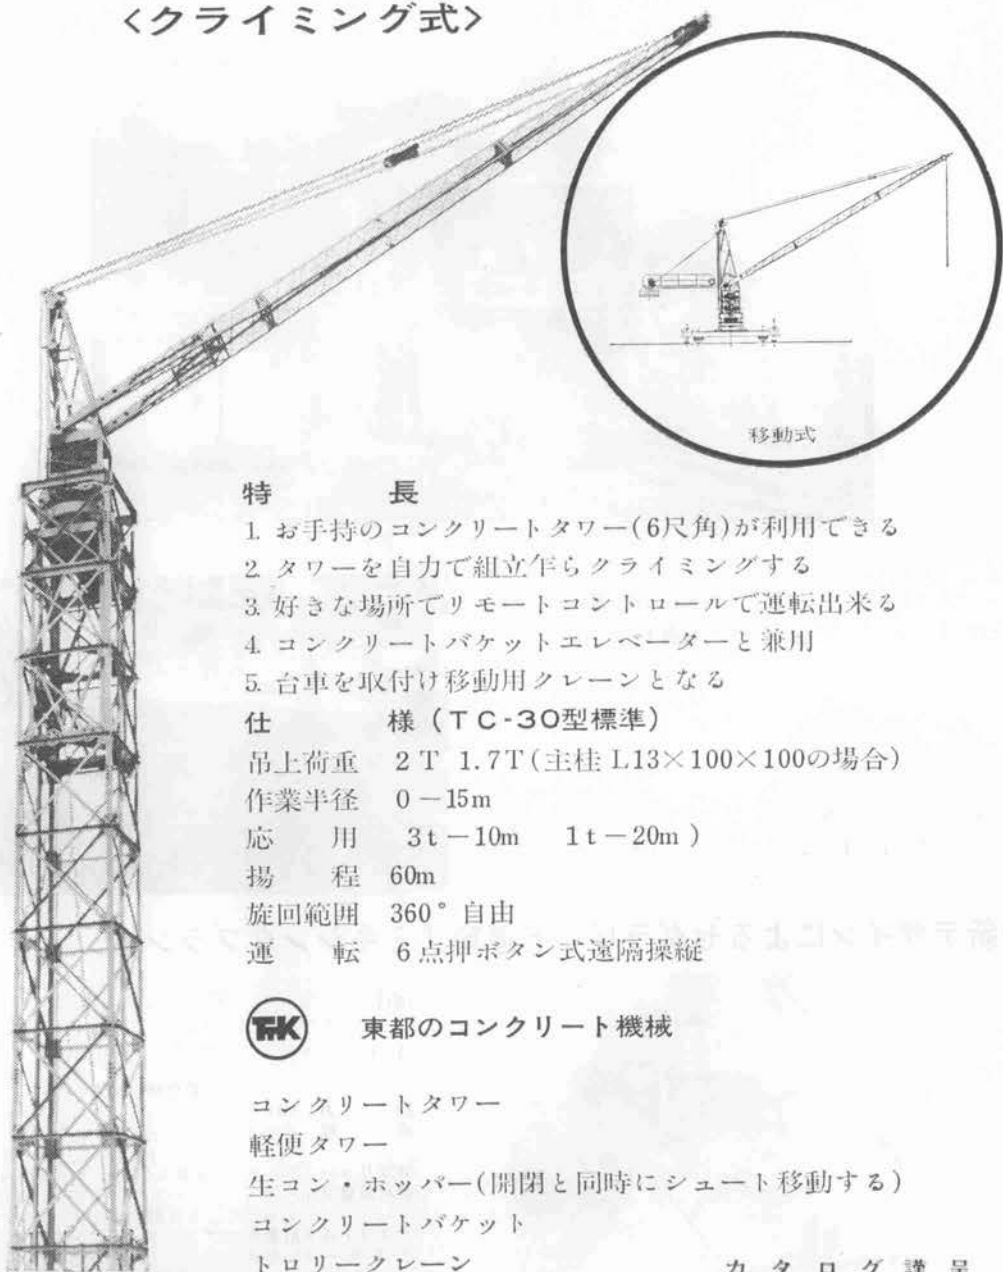 <クライミング式>
移動式
特長
1. お手持のコンクリートタワー(6尺角)が利用できる
2. タワーを自力で組立乍らクライミングする
3. 好きな場所でリモートコントロールで運転出来る
4. コンクリートバケットエレベーターと兼用
5. 台車を取付け移動用クレーンとなる
仕様(TC-30型標準)
吊上荷重 2T 1.7T(主桂 L13×100×100の場合)
作業半径 0-15m
応用 3t-10m 1t-20m )
揚程 60m
旋回範囲 360°自由
運転 6点押ボタン式遠隔操縦
東都のコンクリート機械
コンクリートタワー
軽便タワー
生コン・ホッパー(開閉と同時にシュート移動する)
コンクリートバケット
トロリークレーン
カタログ謹呈